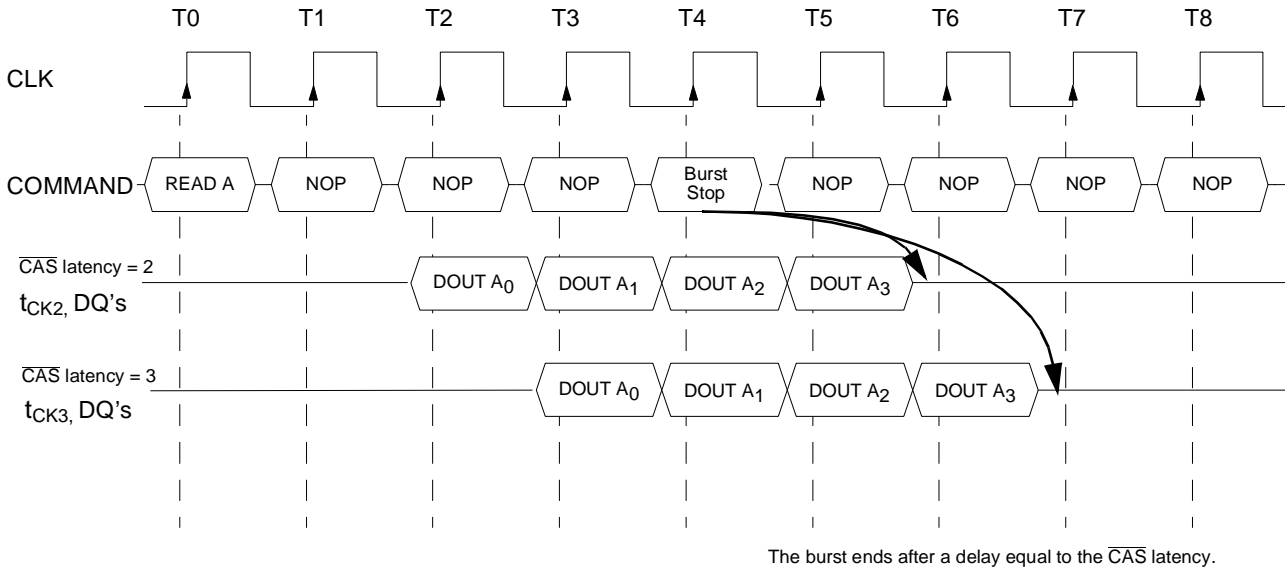 T0 T1 T2 T3 T4 T5 T6 T7 T8
CLK
COMMAND READ A NOP NOP NOP Burst Stop NOP NOP NOP NOP
CAS latency = 2
tCK2, DQ's DOUT A0 DOUT A1 DOUT A2 DOUT A3
CAS latency = 3
tCK3, DQ's DOUT A0 DOUT A1 DOUT A2 DOUT A3
The burst ends after a delay equal to the CAS latency.